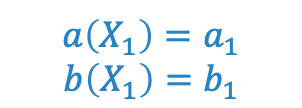 a(X₁) = a₁
b(X₁) = b₁